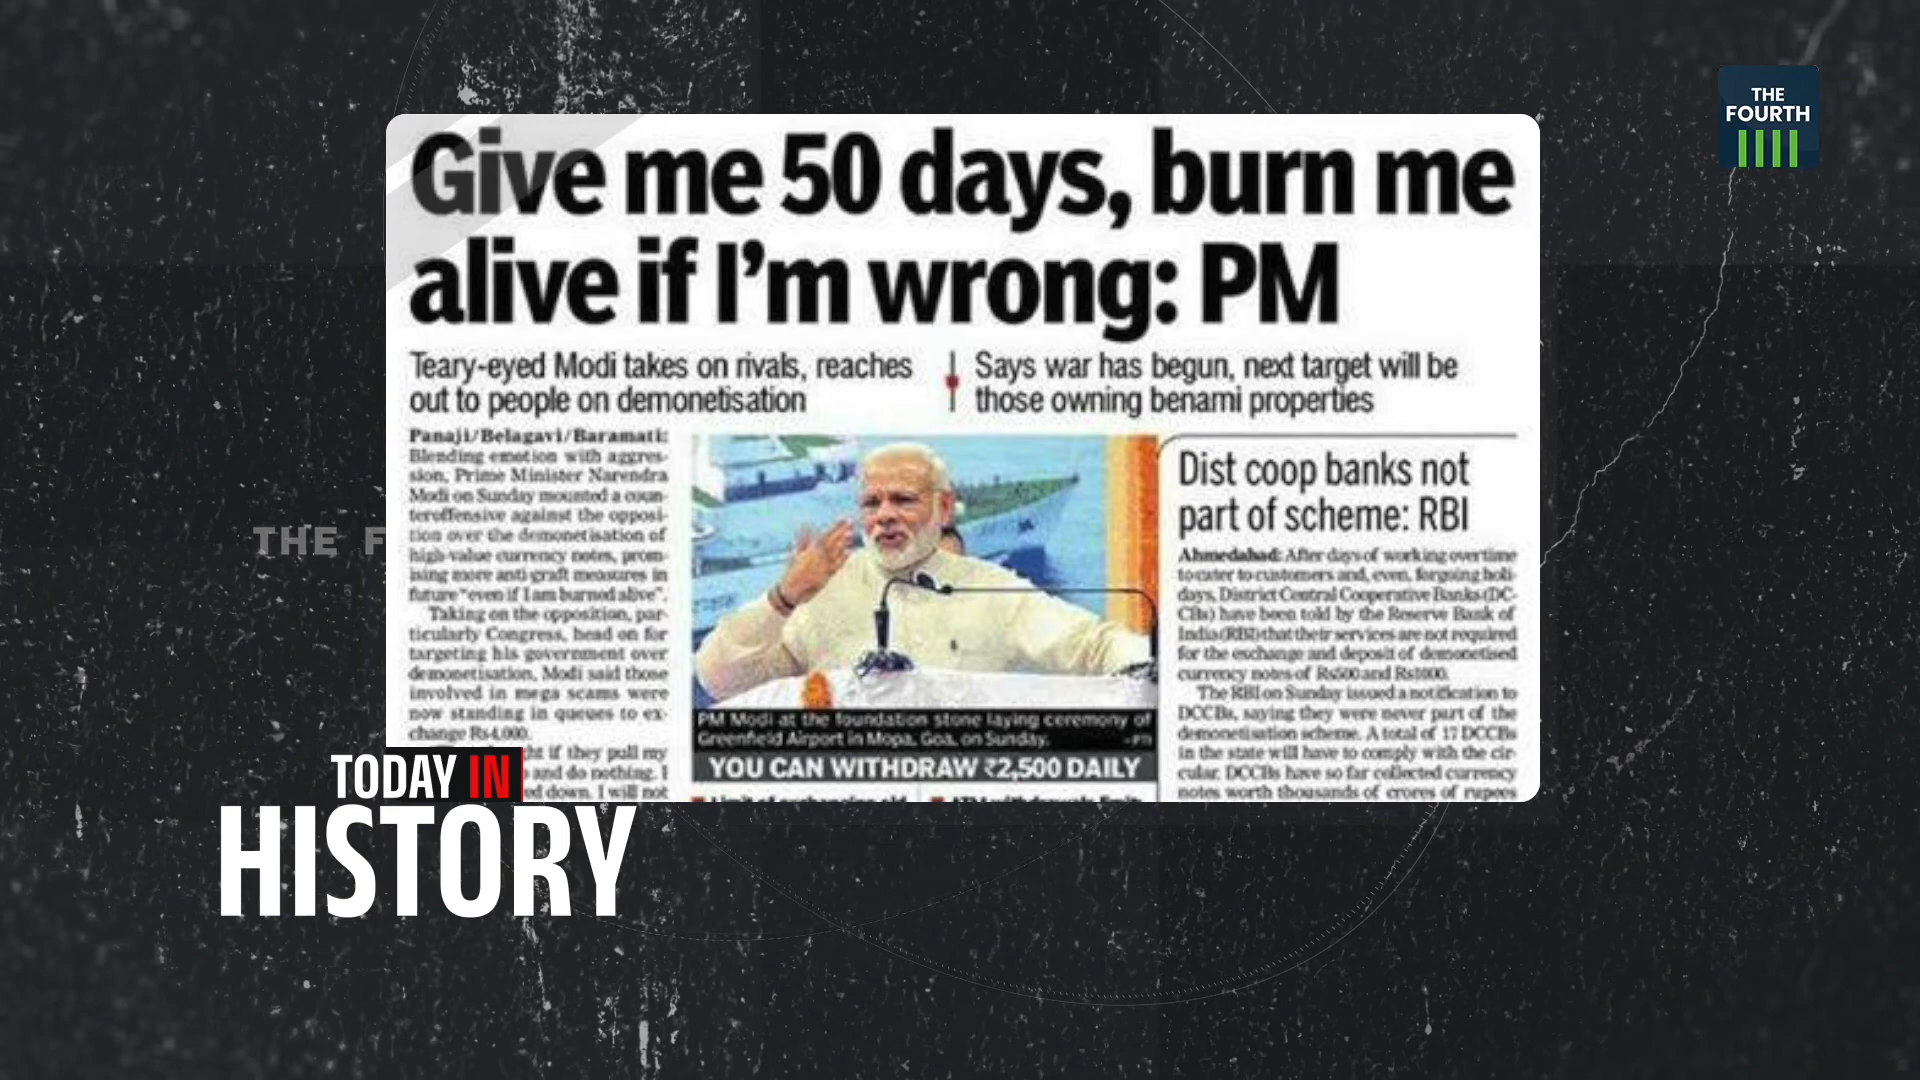 THE
FOURTH
Give me 50 days, burn me
alive if I'm wrong: PM
Teary-eyed Modi takes on rivals, reaches
out to people on demonetisation
Says war has begun, next target will be
those owning benami properties
Panaji/Belagavi/Baramati:
Blending emotion with aggres-
sion, Prime Minister Narendra
Modi on Sunday mounted a coun-
teroffensive against the opposi-
tion over the demonetisation of
high-value currency notes, prom-
ising more anti-graft measures in
future "even if I am burned alive".
Taking on the opposition, par-
ticularly Congress, head on for
targeting his government over
demonetisation, Modi said those
involved in mega scams were
now standing in queues to ex-
change Rs4,000.
if they pull my
and do nothing. I
down. I will not
PM Modi at the foundation stone laying ceremony of
Greenfield Airport in Mopa, Goa, on Sunday.
YOU CAN WITHDRAW ₹2,500 DAILY
Dist coop banks not
part of scheme: RBI
Ahmedabad: After days of working overtime
to cater to customers and, even, forgoing holi-
days, District Central Cooperative Banks (DC-
CBs) have been told by the Reserve Bank of
India (RBI) that their services are not required
for the exchange and deposit of demonetised
currency notes of Rs500 and Rs1000.
The RBI on Sunday issued a notification to
DCCBs, saying they were never part of the
demonetisation scheme. A total of 17 DCCBs
in the state will have to comply with the cir-
cular. DCCBs have so far collected currency
notes worth thousands of crores of rupees
THE F
TODAY IN
HISTORY